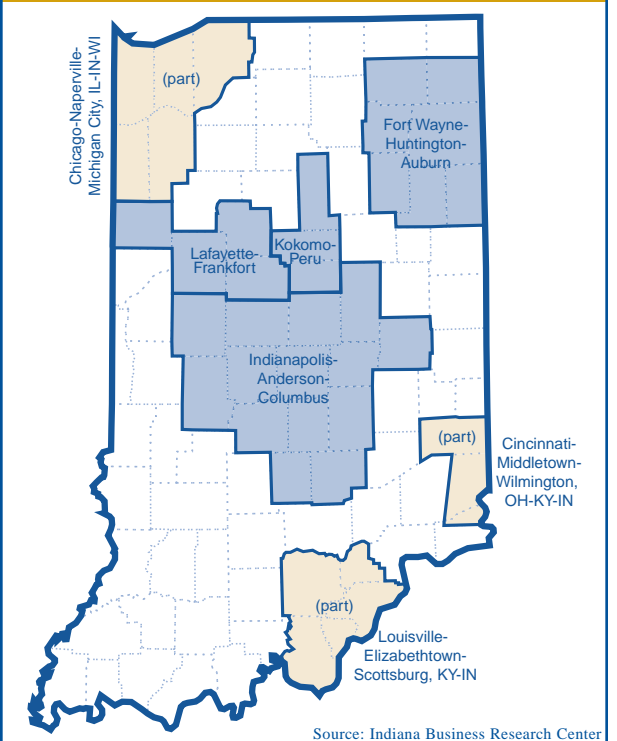 Chicago-Naperville-
Michigan City, IL-IN-WI
(part)
Fort Wayne-
Huntington-
Auburn
Lafayette-
Frankfort
Kokomo-
Peru
Indianapolis-
Anderson-
Columbus
(part)
Cincinnati-
Middletown-
Wilmington,
OH-KY-IN
(part)
Louisville-
Elizabethtown-
Scottsburg, KY-IN
Source: Indiana Business Research Center